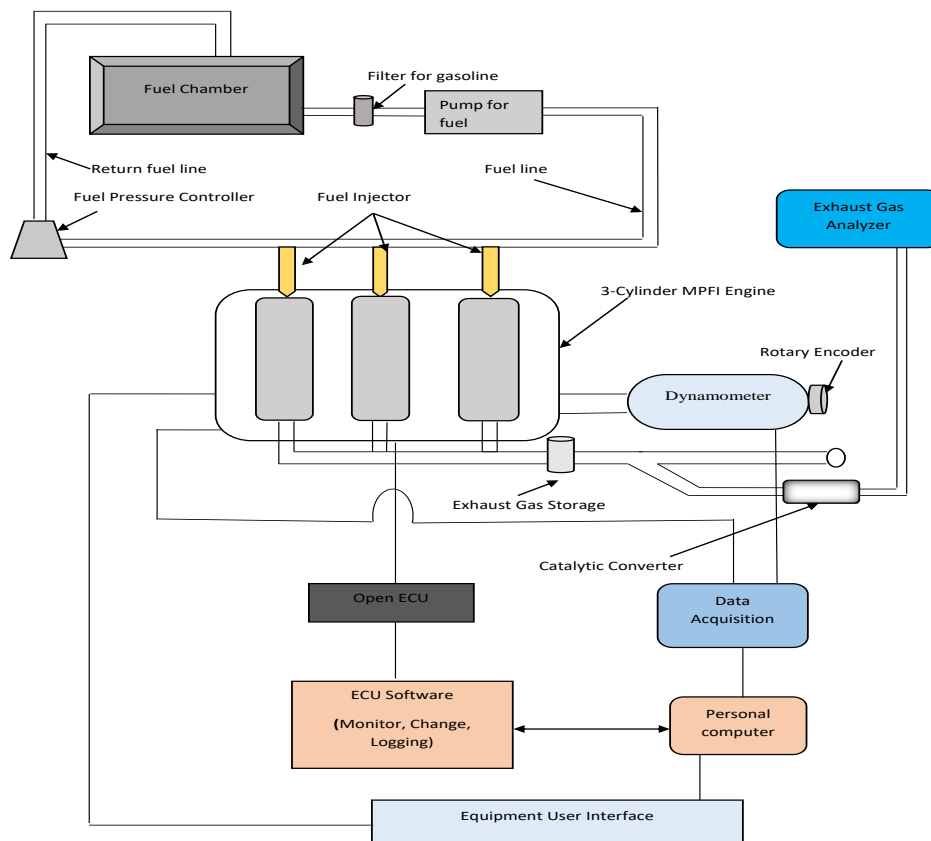 Fuel Chamber
Filter for gasoline
Pump for
fuel
Return fuel line
Fuel line
Fuel Pressure Controller
Fuel Injector
Exhaust Gas
Analyzer
3-Cylinder MPFI Engine
Rotary Encoder
Dynamometer
Exhaust Gas Storage
Catalytic Converter
Open ECU
Data
Acquisition
ECU Software
(Monitor, Change,
Logging)
Personal
computer
Equipment User Interface